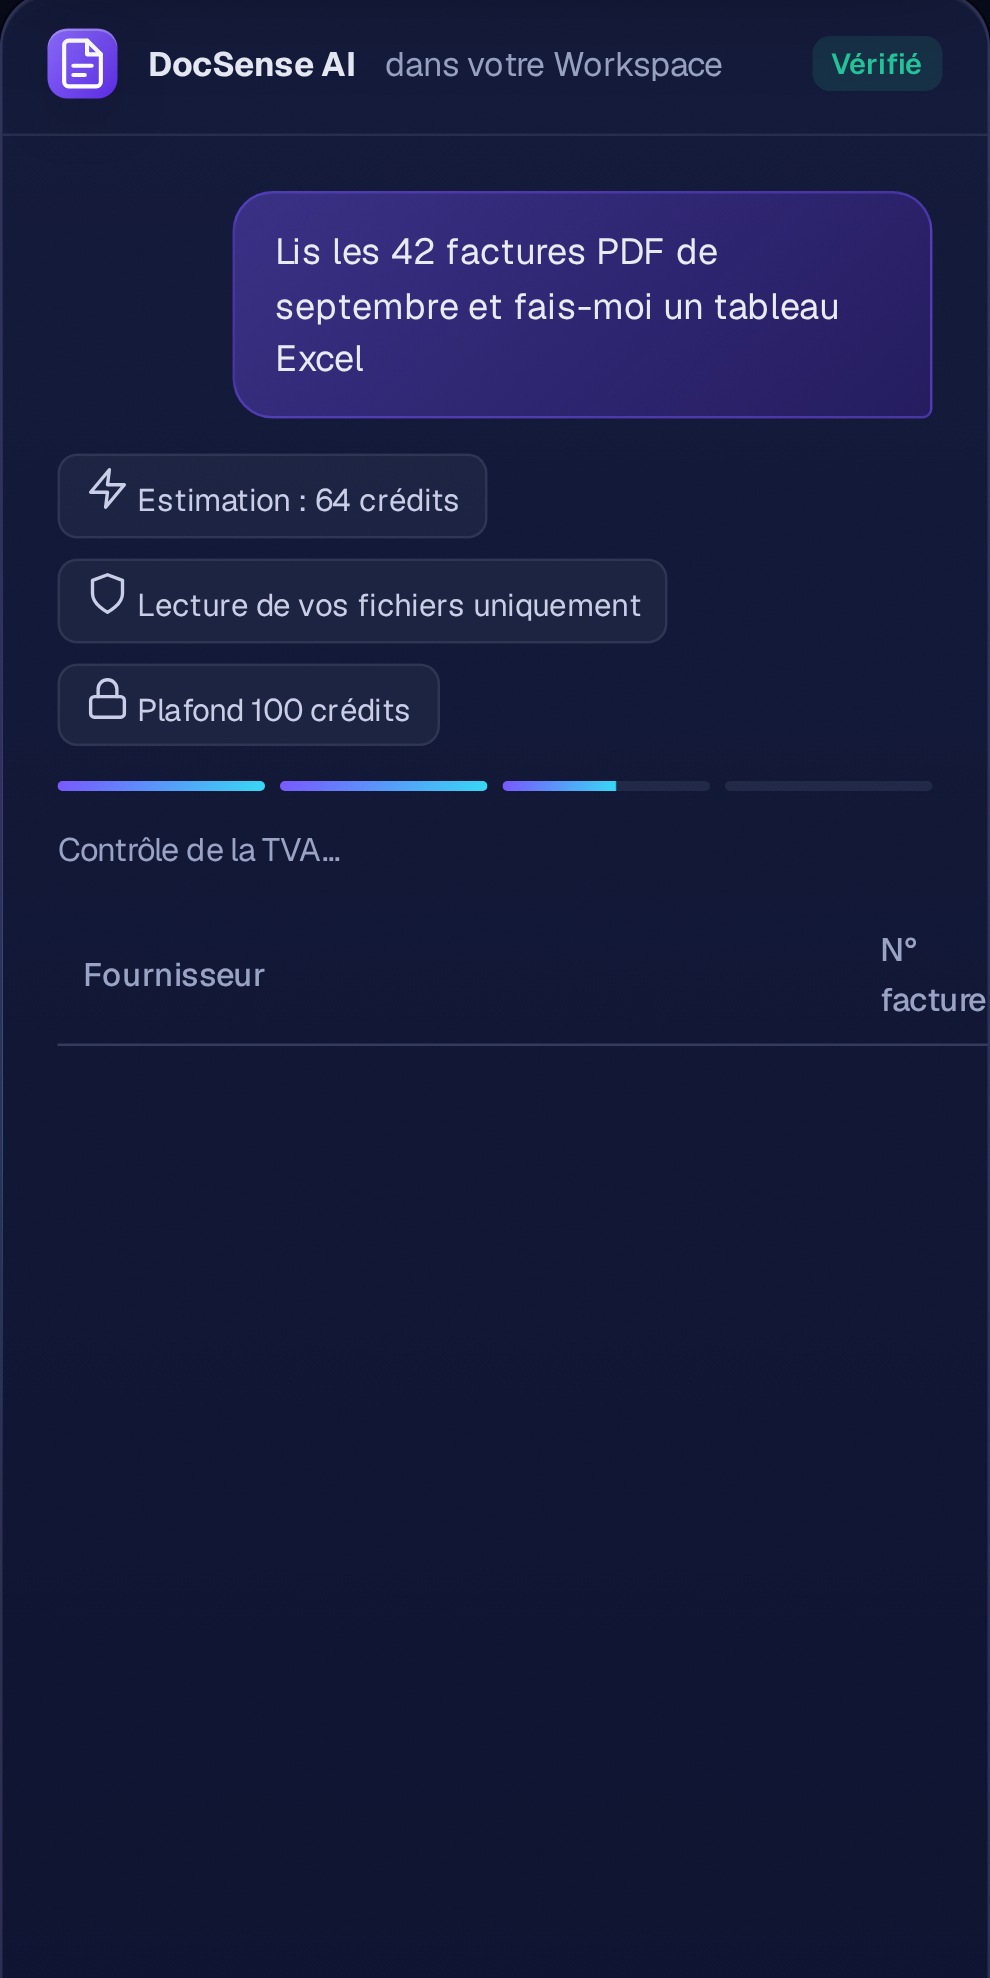 DocSense AI dans votre Workspace Vérifié
Lis les 42 factures PDF de
septembre et fais-moi un tableau
Excel
Estimation : 64 crédits
Lecture de vos fichiers uniquement
Plafond 100 crédits
Contrôle de la TVA...
Fournisseur
N°
facture